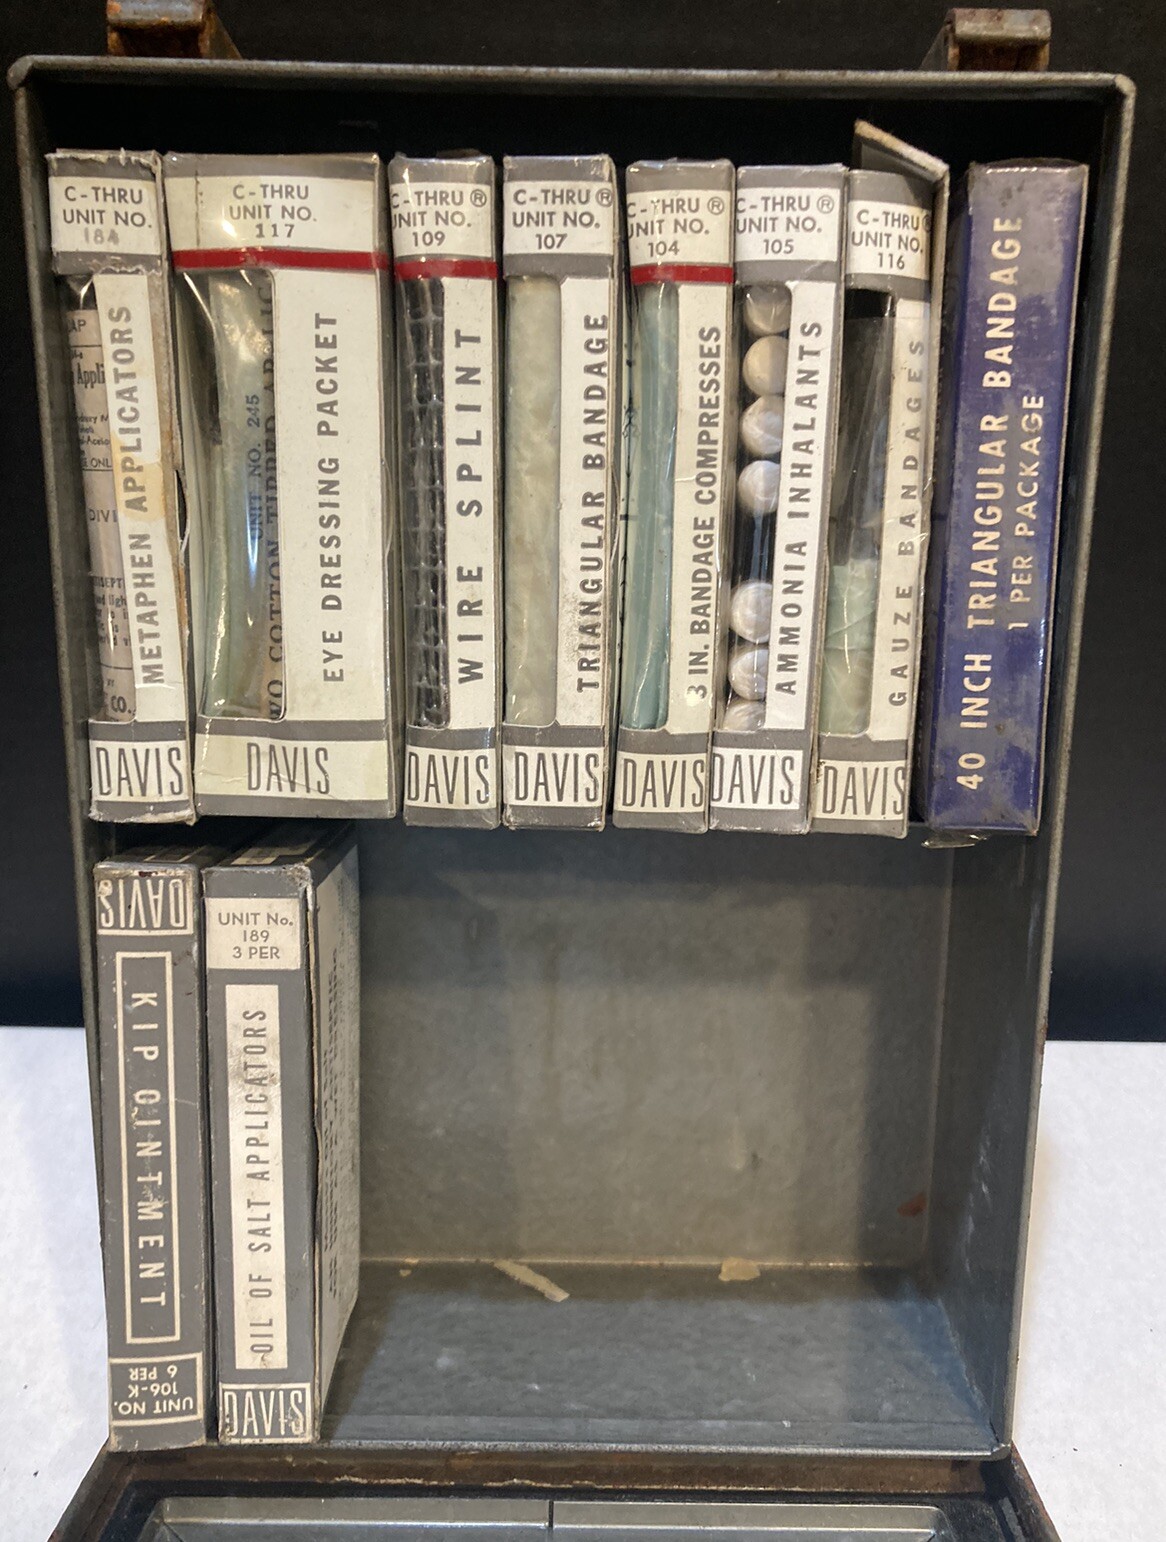 C-THRU
UNIT NO.
184
METAPHEN APPLICATORS
DAVIS
C-THRU
UNIT NO.
117
UNIT NO. 245
EYE DRESSING PACKET
DAVIS
C-THRU ®
UNIT NO.
109
WIRE SPLINT
DAVIS
C-THRU ®
UNIT NO.
107
TRIANGULAR BANDAGE
DAVIS
C-THRU ®
UNIT NO.
104
3 IN. BANDAGE COMPRESSES
DAVIS
C-THRU ®
UNIT NO.
105
AMMONIA INHALANTS
DAVIS
C-THRU ®
UNIT NO.
116
GAUZE BANDAGES
DAVIS
40 INCH TRIANGULAR BANDAGE
1 PER PACKAGE
DAVIS
KIP OINTMENT
UNIT NO.
106-K
6 PER
UNIT No.
189
3 PER
OIL OF SALT APPLICATORS
DAVIS